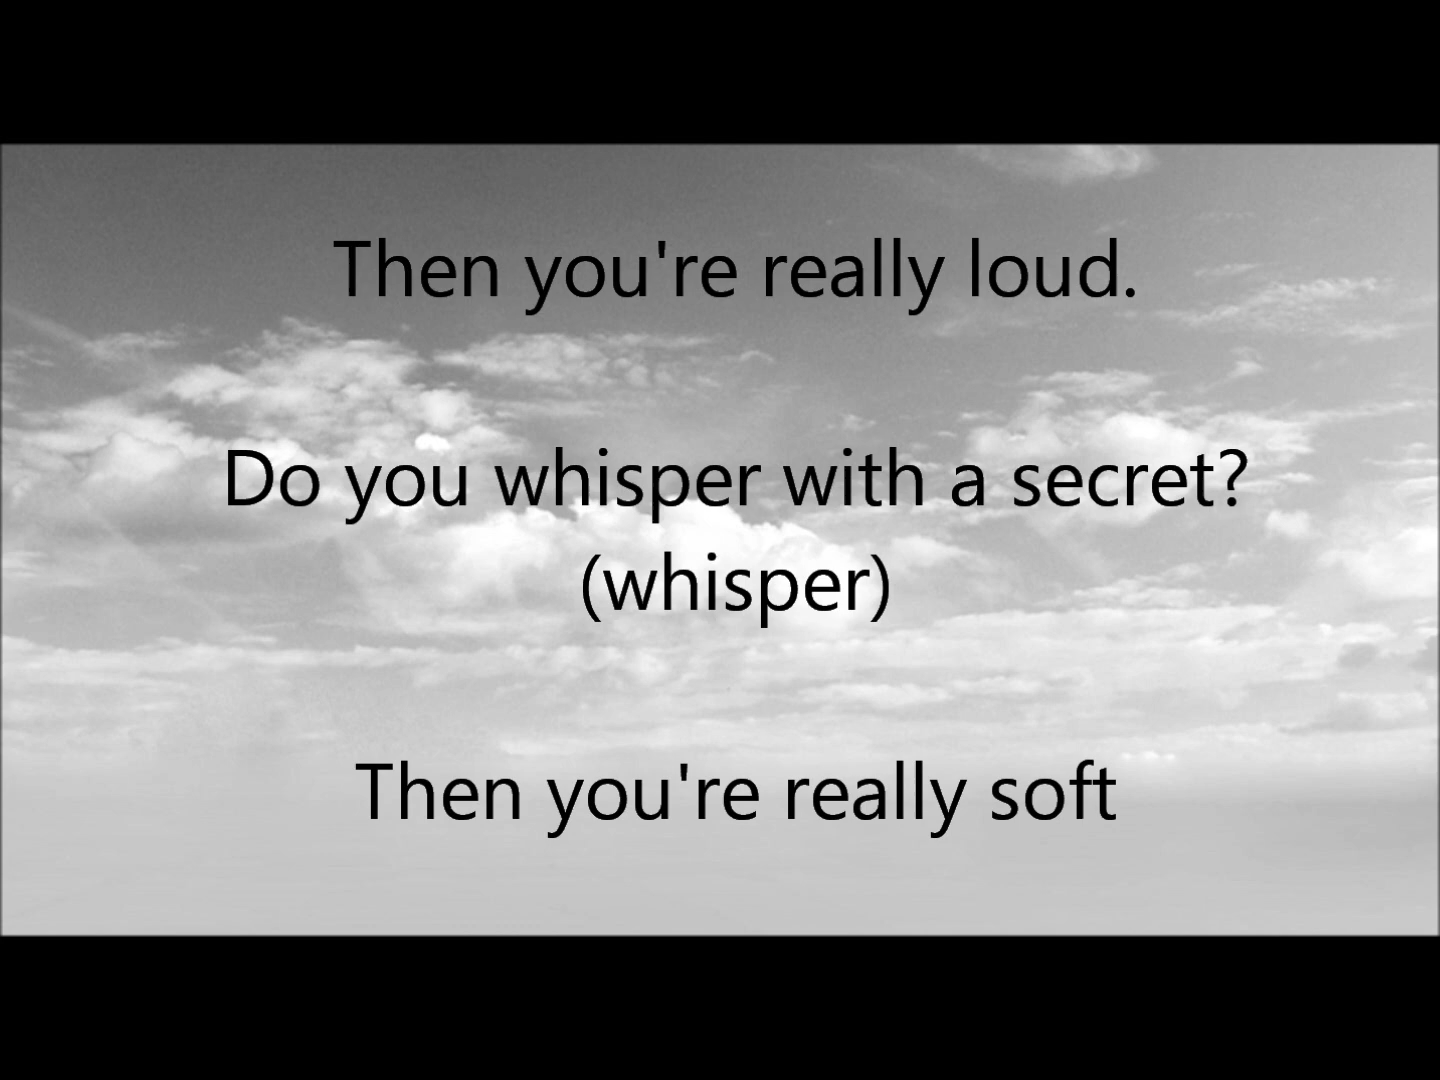 Then you're really loud.
Do you whisper with a secret?
(whisper)
Then you're really soft